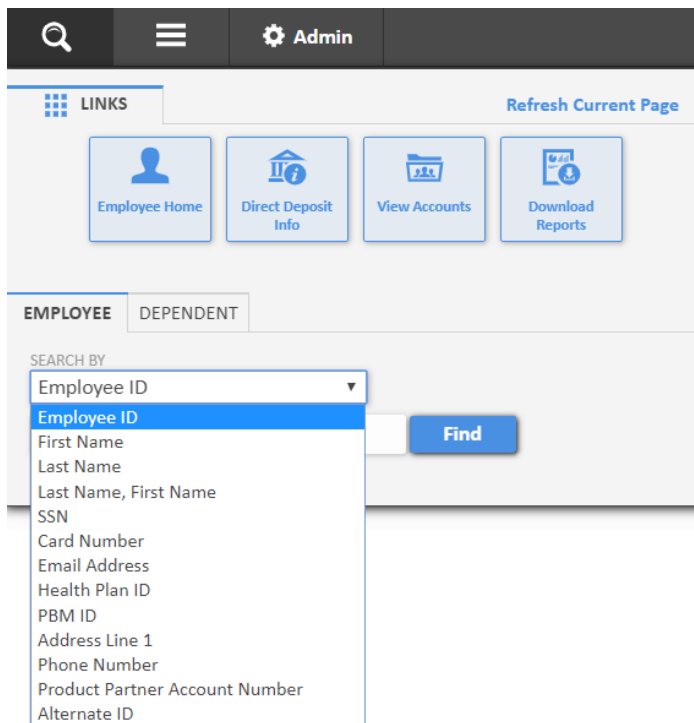 Admin
LINKS
Refresh Current Page
Employee Home
Direct Deposit
Info
View Accounts
Download
Reports
EMPLOYEE
DEPENDENT
SEARCH BY
Employee ID
Employee ID
First Name
Last Name
Last Name, First Name
SSN
Card Number
Email Address
Health Plan ID
PBM ID
Address Line 1
Phone Number
Product Partner Account Number
Alternate ID
Find